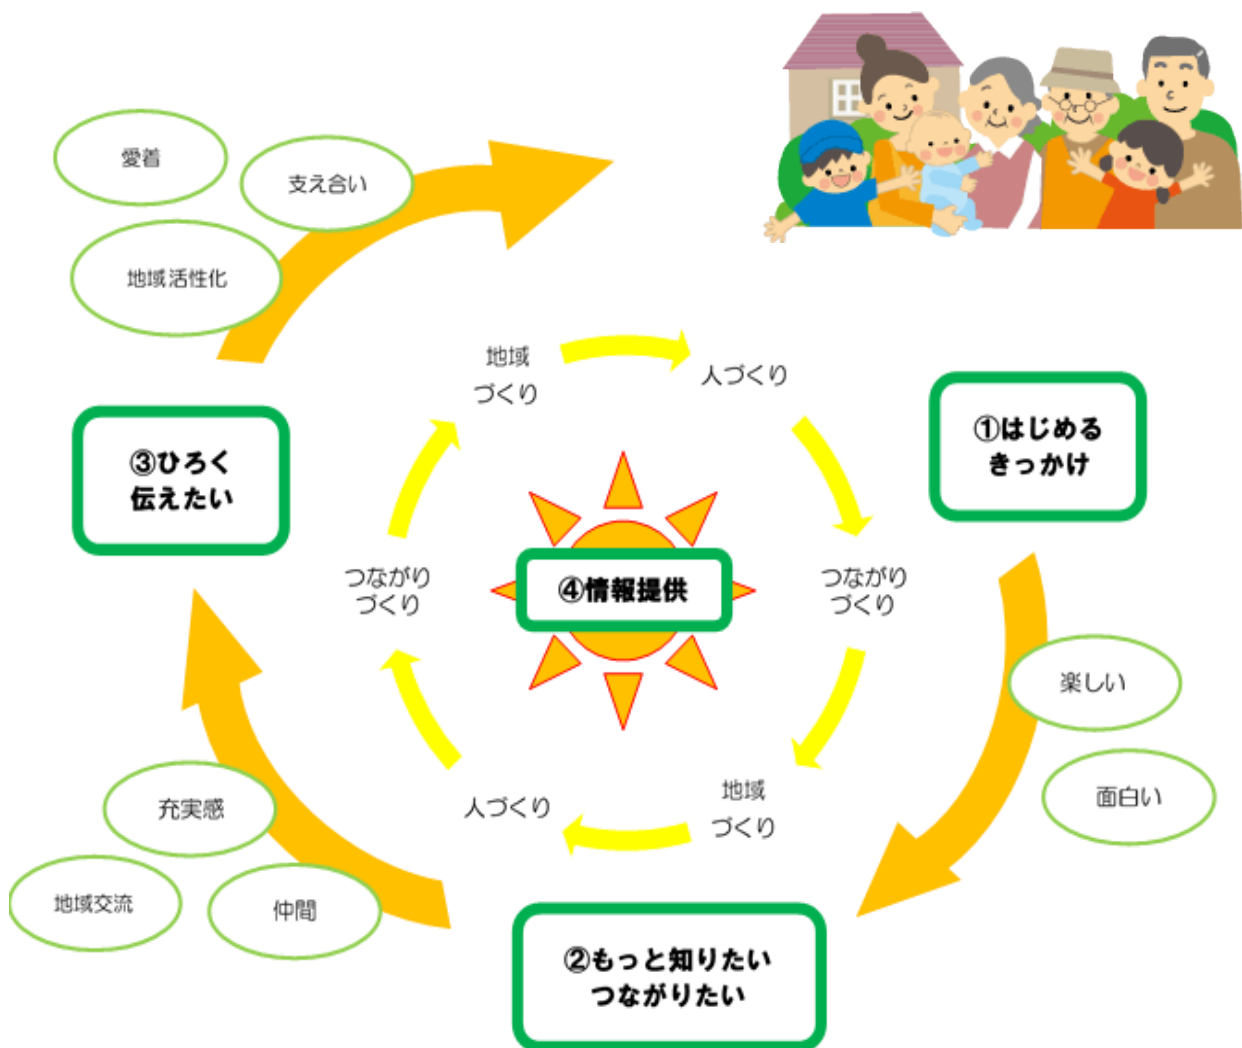 愛着
支え合い
地域活性化
地域
づくり
人づくり
①はじめる
きっかけ
③ひろく
伝えたい
つながり
づくり
④情報提供
つながり
づくり
楽しい
面白い
充実感
人づくり
地域
づくり
地域交流
仲間
②もっと知りたい
つながりたい